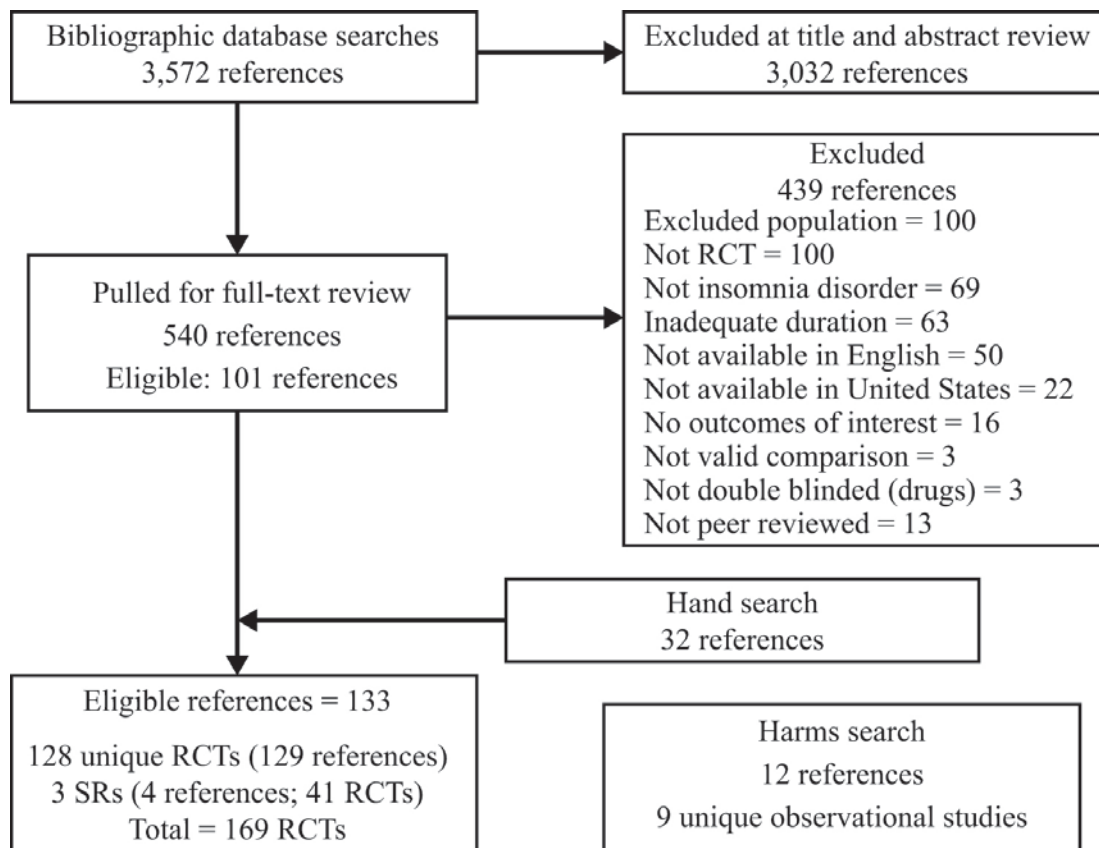 Bibliographic database searches
3,572 references
Excluded at title and abstract review
3,032 references
Excluded
439 references
Excluded population = 100
Not RCT = 100
Not insomnia disorder = 69
Inadequate duration = 63
Not available in English = 50
Not available in United States = 22
No outcomes of interest = 16
Not valid comparison = 3
Not double blinded (drugs) = 3
Not peer reviewed = 13
Pulled for full-text review
540 references
Eligible: 101 references
Hand search
32 references
Eligible references = 133
128 unique RCTs (129 references)
3 SRs (4 references; 41 RCTs)
Total = 169 RCTs
Harms search
12 references
9 unique observational studies